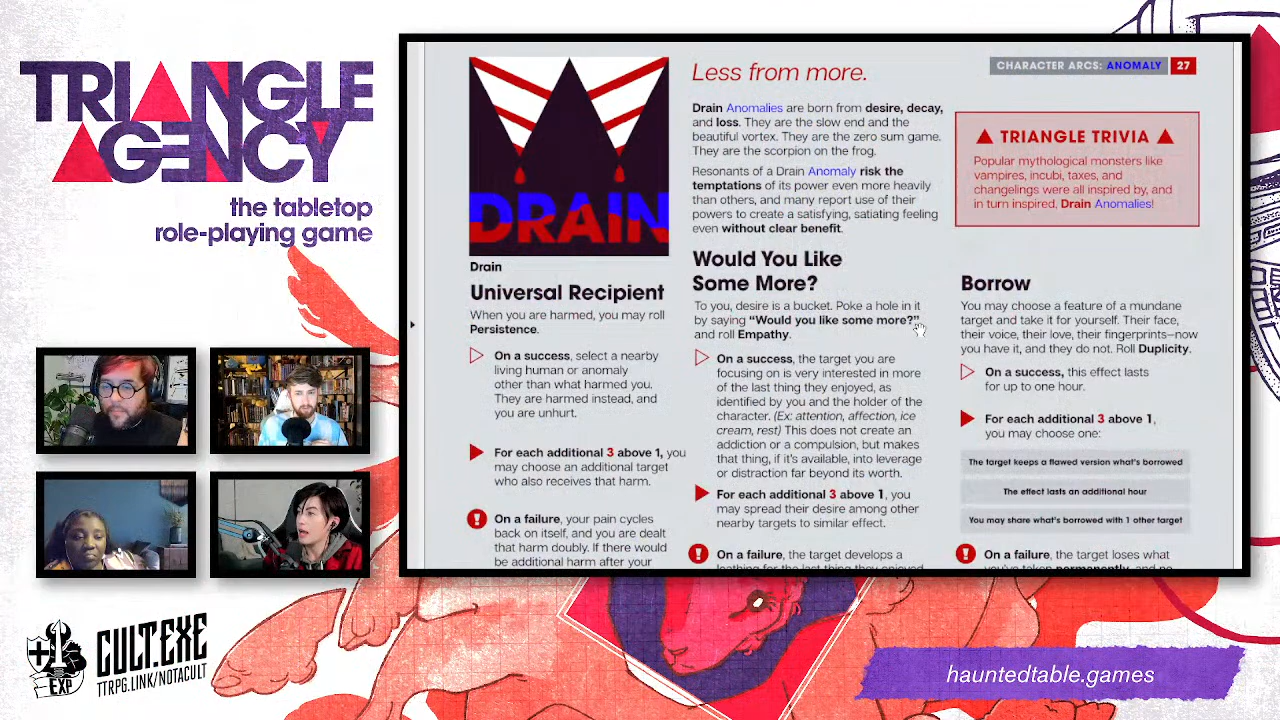 TRIANGLE
AGENCY
the tabletop
role-playing game
+1
EXP
CULT.EXE
TTRPG.LINK/NOTACULT
DRAIN
Drain
Universal Recipient
When you are harmed, you may roll
Persistence.
On a success, select a nearby
living human or anomaly
other than what harmed you.
They are harmed instead, and
you are unhurt.
For each additional 3 above 1, you
may choose an additional target
who also receives that harm.
On a failure, your pain cycles
back on itself, and you are dealt
that harm doubly. If there would
be additional harm after your
Less from more.
Drain Anomalies are born from desire, decay,
and loss. They are the slow end and the
beautiful vortex. They are the zero sum game.
They are the scorpion on the frog.
Resonants of a Drain Anomaly risk the
temptations of its power even more heavily
than others, and many report use of their
powers to create a satisfying, satiating feeling
even without clear benefit.
Would You Like
Some More?
To you, desire is a bucket. Poke a hole in it
by saying “Would you like some more?”
and roll Empathy.
On a success, the target you are
focusing on is very interested in more
of the last thing they enjoyed, as
identified by you and the holder of the
character. (Ex: attention, affection, ice
cream, rest) This does not create an
addiction or a compulsion, but makes
that thing, if it's available, into leverage
or distraction far beyond its worth.
For each additional 3 above 1, you
may spread their desire among other
nearby targets to similar effect.
On a failure, the target develops a
loathing for the last thing they enjoyed
CHARACTER ARCS: ANOMALY 27
TRIANGLE TRIVIA
Popular mythological monsters like
vampires, incubi, taxes, and
changelings were all inspired by, and
in turn inspired, Drain Anomalies!
Borrow
You may choose a feature of a mundane
target and take it for yourself. Their face,
their voice, their love, their fingerprints—now
you have it, and they do not. Roll Duplicity.
On a success, this effect lasts
for up to one hour.
For each additional 3 above 1,
you may choose one:
The target keeps a flawed version what's borrowed
The effect lasts an additional hour
You may share what's borrowed with 1 other target
On a failure, the target loses what
you've taken permanently, and no
hauntedtable.games